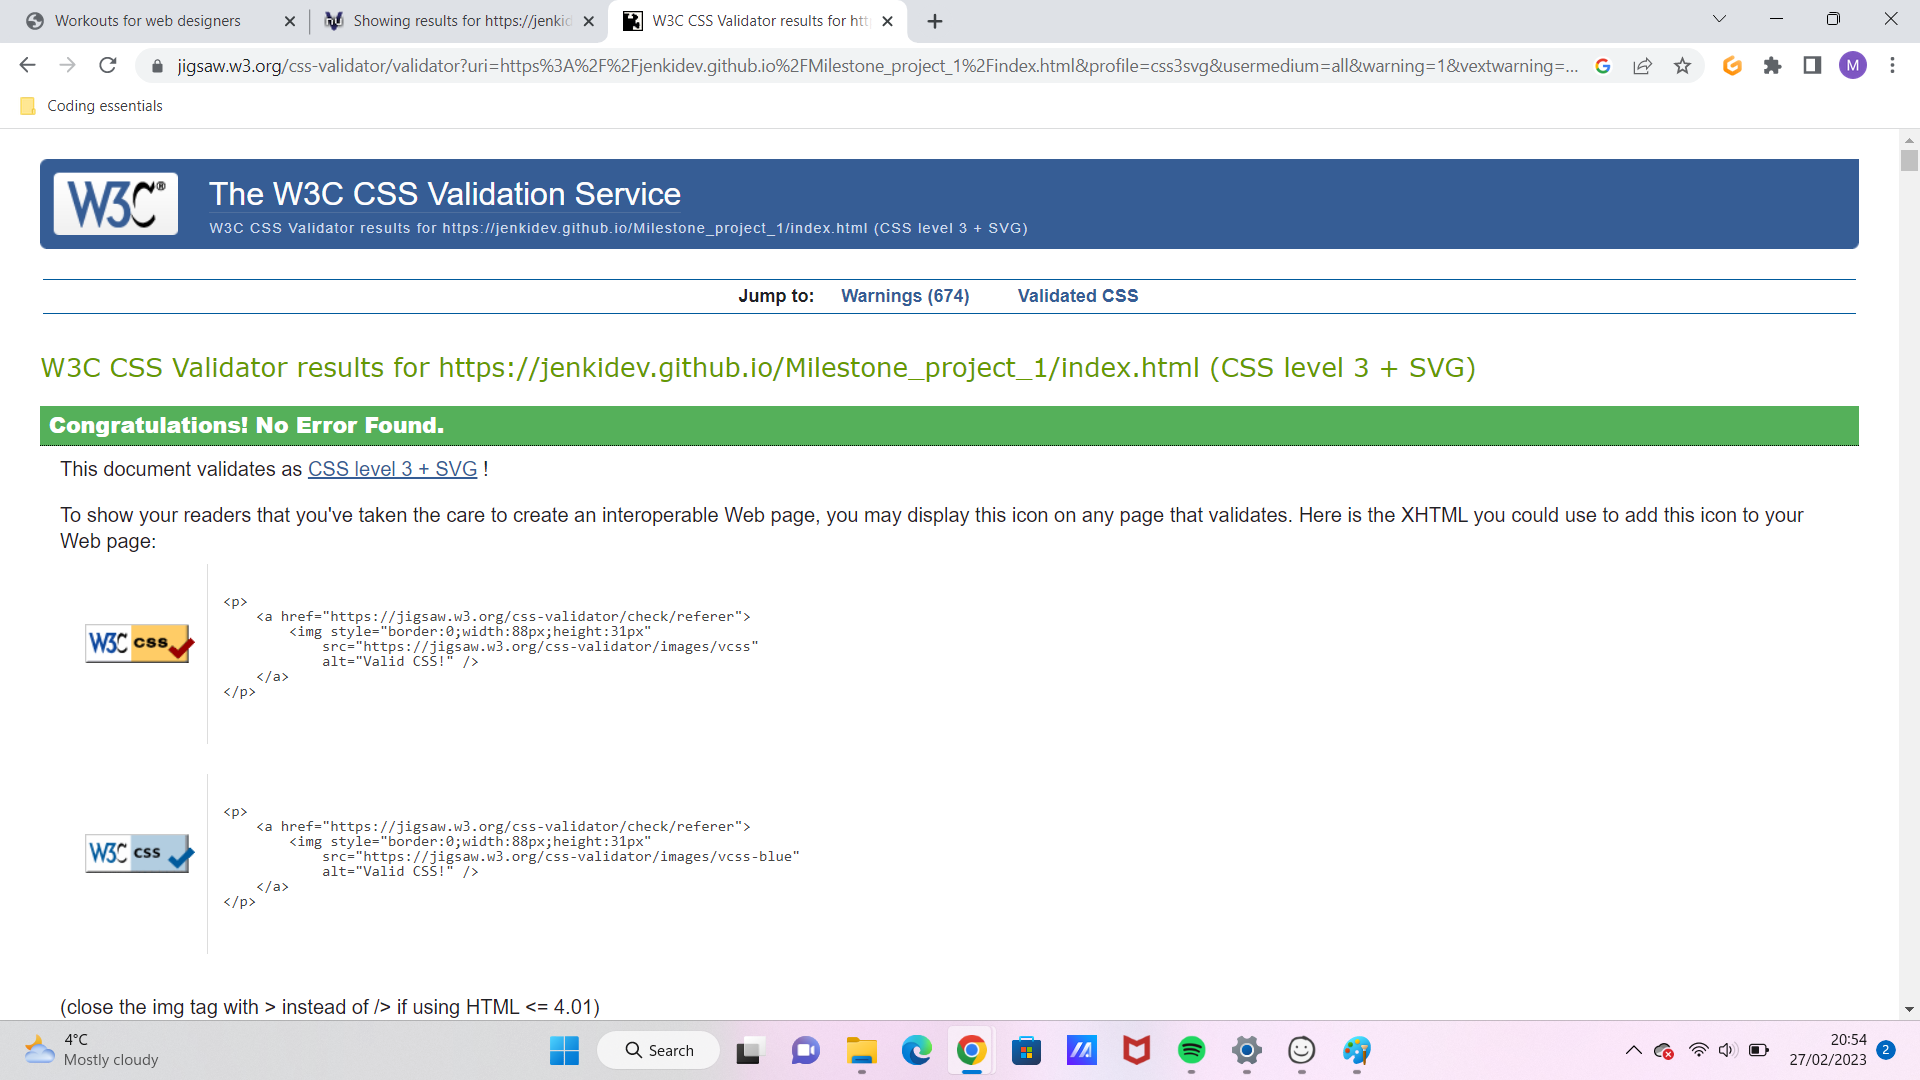 Workouts for web designers
Showing results for https://jenkid
W3C CSS Validator results for htt
jigsaw.w3.org/css-validator/validator?uri=https%3A%2F%2Fjenkidev.github.io%2FMilestone_project_1%2Findex.html&profile=css3svg&usermedium=all&warning=1&vextwarning=...
M
Coding essentials
W3C®
The W3C CSS Validation Service
W3C CSS Validator results for https://jenkidev.github.io/Milestone_project_1/index.html (CSS level 3 + SVG)
Jump to: Warnings (674) Validated CSS
W3C CSS Validator results for https://jenkidev.github.io/Milestone_project_1/index.html (CSS level 3 + SVG)
Congratulations! No Error Found.
This document validates as CSS level 3 + SVG !
To show your readers that you've taken the care to create an interoperable Web page, you may display this icon on any page that validates. Here is the XHTML you could use to add this icon to your
Web page:
W3C css
<p>
<a href="https://jigsaw.w3.org/css-validator/check/referer">
<img style="border:0;width:88px;height:31px"
src="https://jigsaw.w3.org/css-validator/images/vcss"
alt="Valid CSS!" />
</a>
</p>
W3C css
<p>
<a href="https://jigsaw.w3.org/css-validator/check/referer">
<img style="border:0;width:88px;height:31px"
src="https://jigsaw.w3.org/css-validator/images/vcss-blue"
alt="Valid CSS!" />
</a>
</p>
(close the img tag with > instead of /> if using HTML <= 4.01)
4°C
Mostly cloudy
Search
20:54
27/02/2023
2